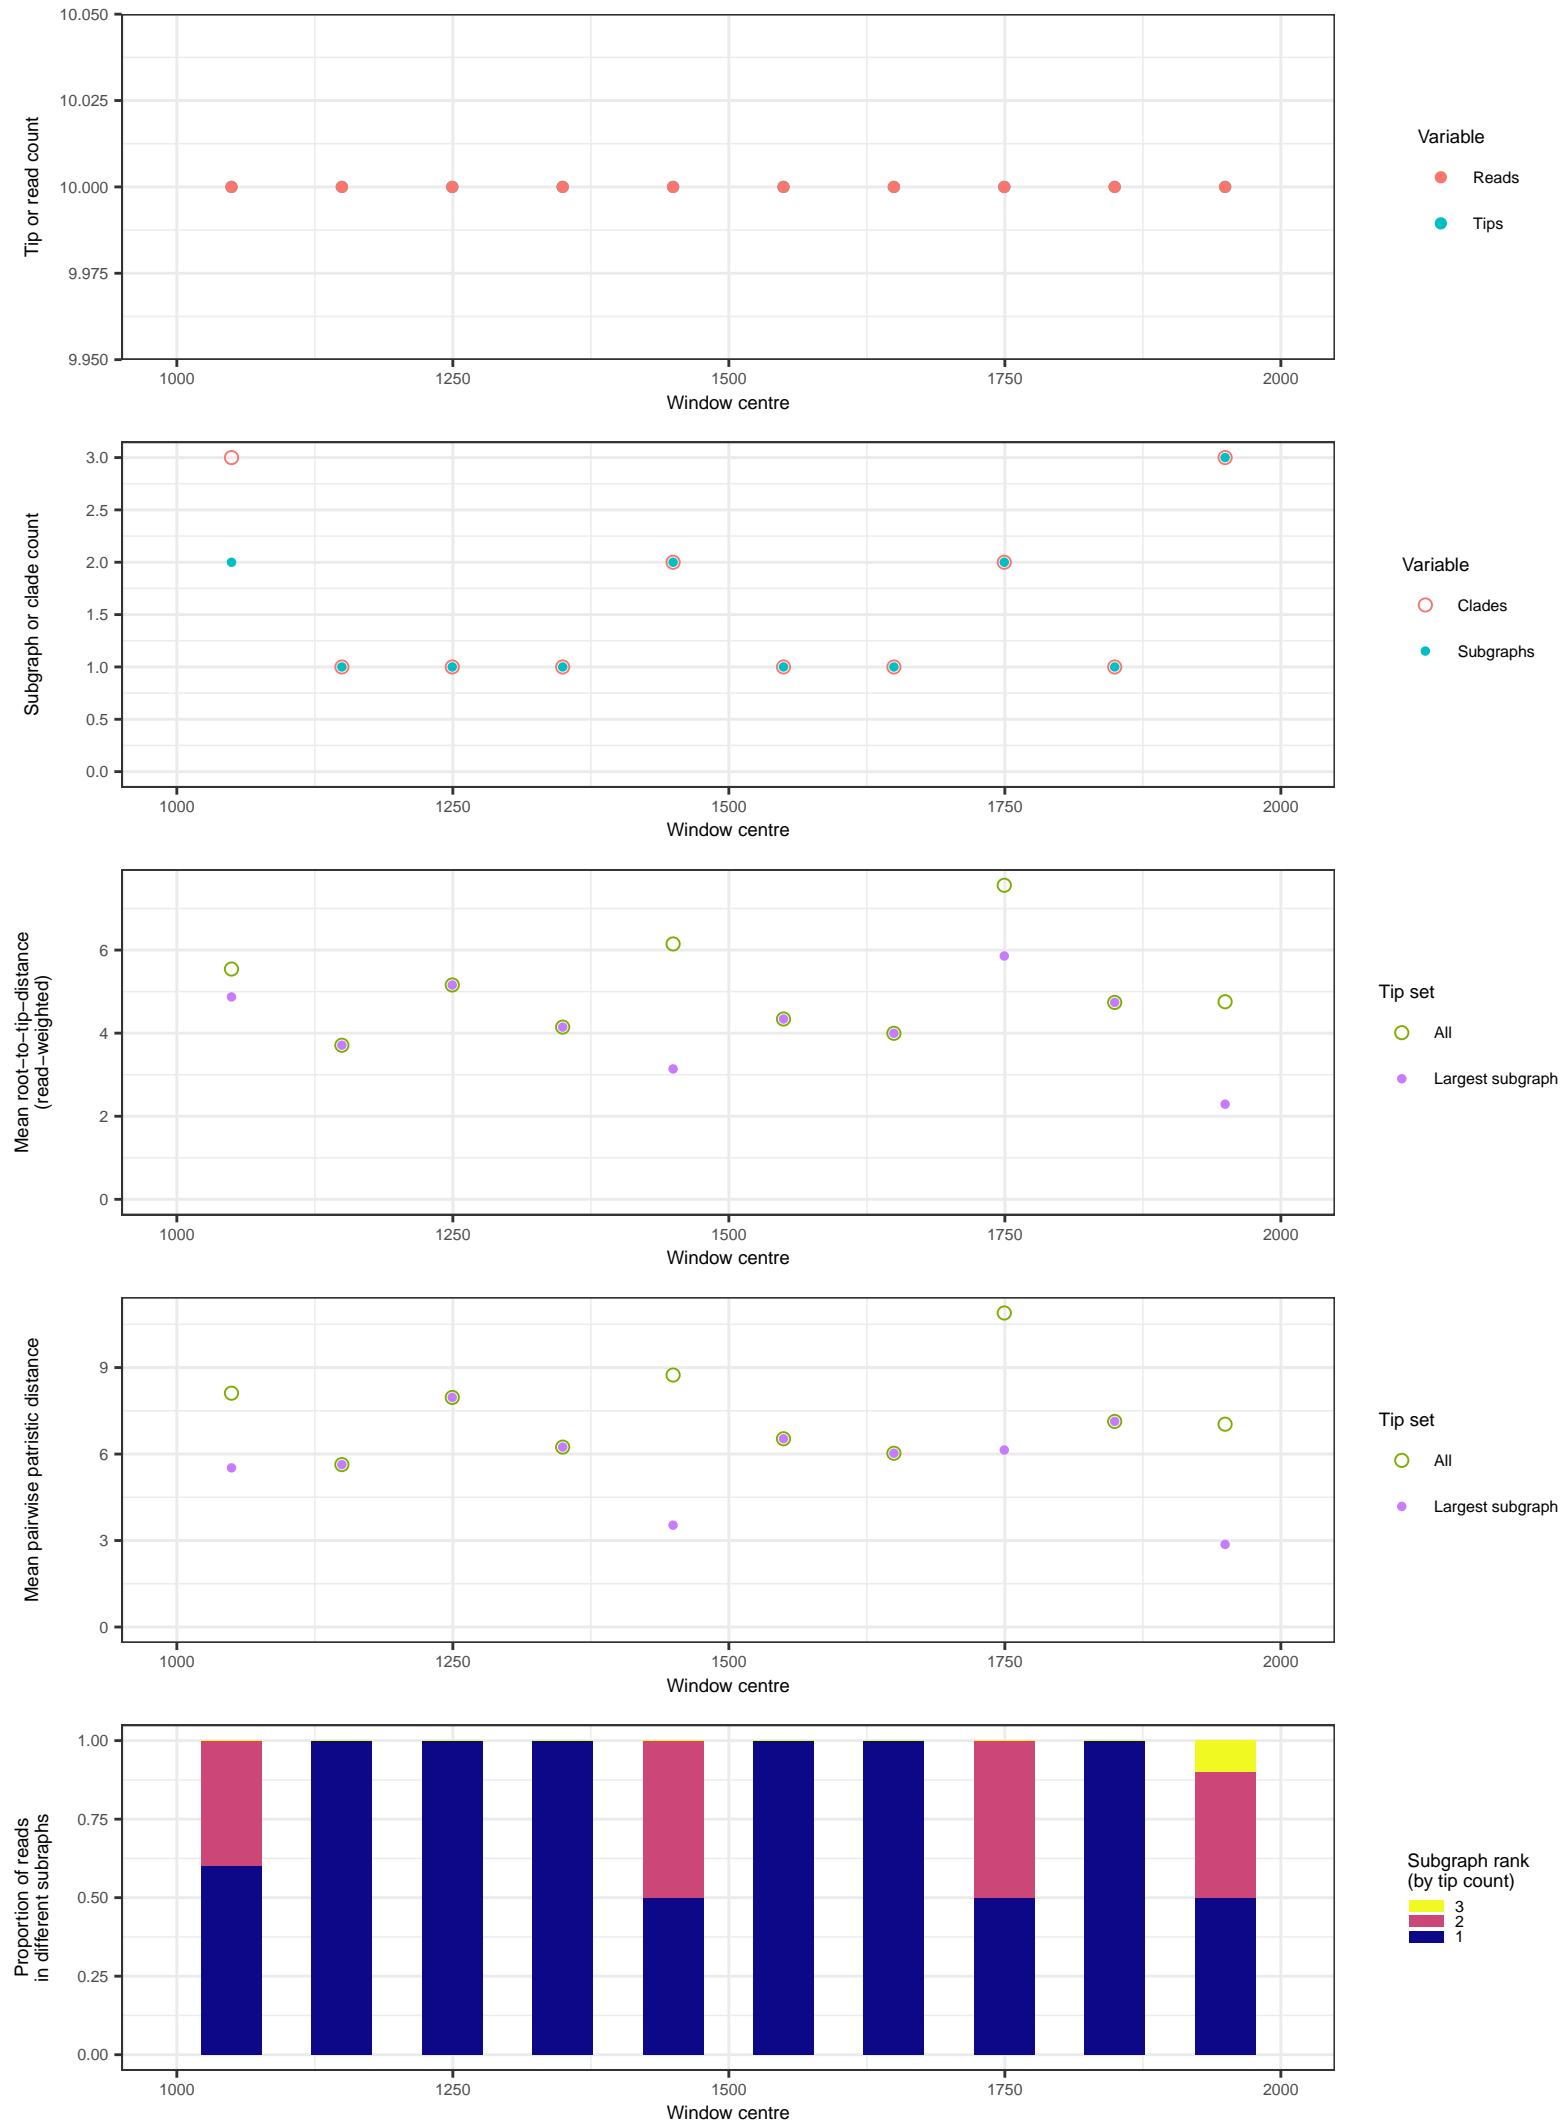 10.050
10.025
10.000
9.975
9.950
Tip or read count
1000 1250 1500 1750 2000
Window centre
Variable
Reads
Tips
3.0
2.5
2.0
1.5
1.0
0.5
0.0
Subgraph or clade count
1000 1250 1500 1750 2000
Window centre
Variable
Clades
Subgraphs
6
4
2
0
Mean root−to−tip−distance
(read−weighted)
1000 1250 1500 1750 2000
Window centre
Tip set
All
Largest subgraph
9
6
3
0
Mean pairwise patristic distance
1000 1250 1500 1750 2000
Window centre
Tip set
All
Largest subgraph
1.00
0.75
0.50
0.25
0.00
Proportion of reads
in different subraphs
1000 1250 1500 1750 2000
Window centre
Subgraph rank
(by tip count)
3
2
1